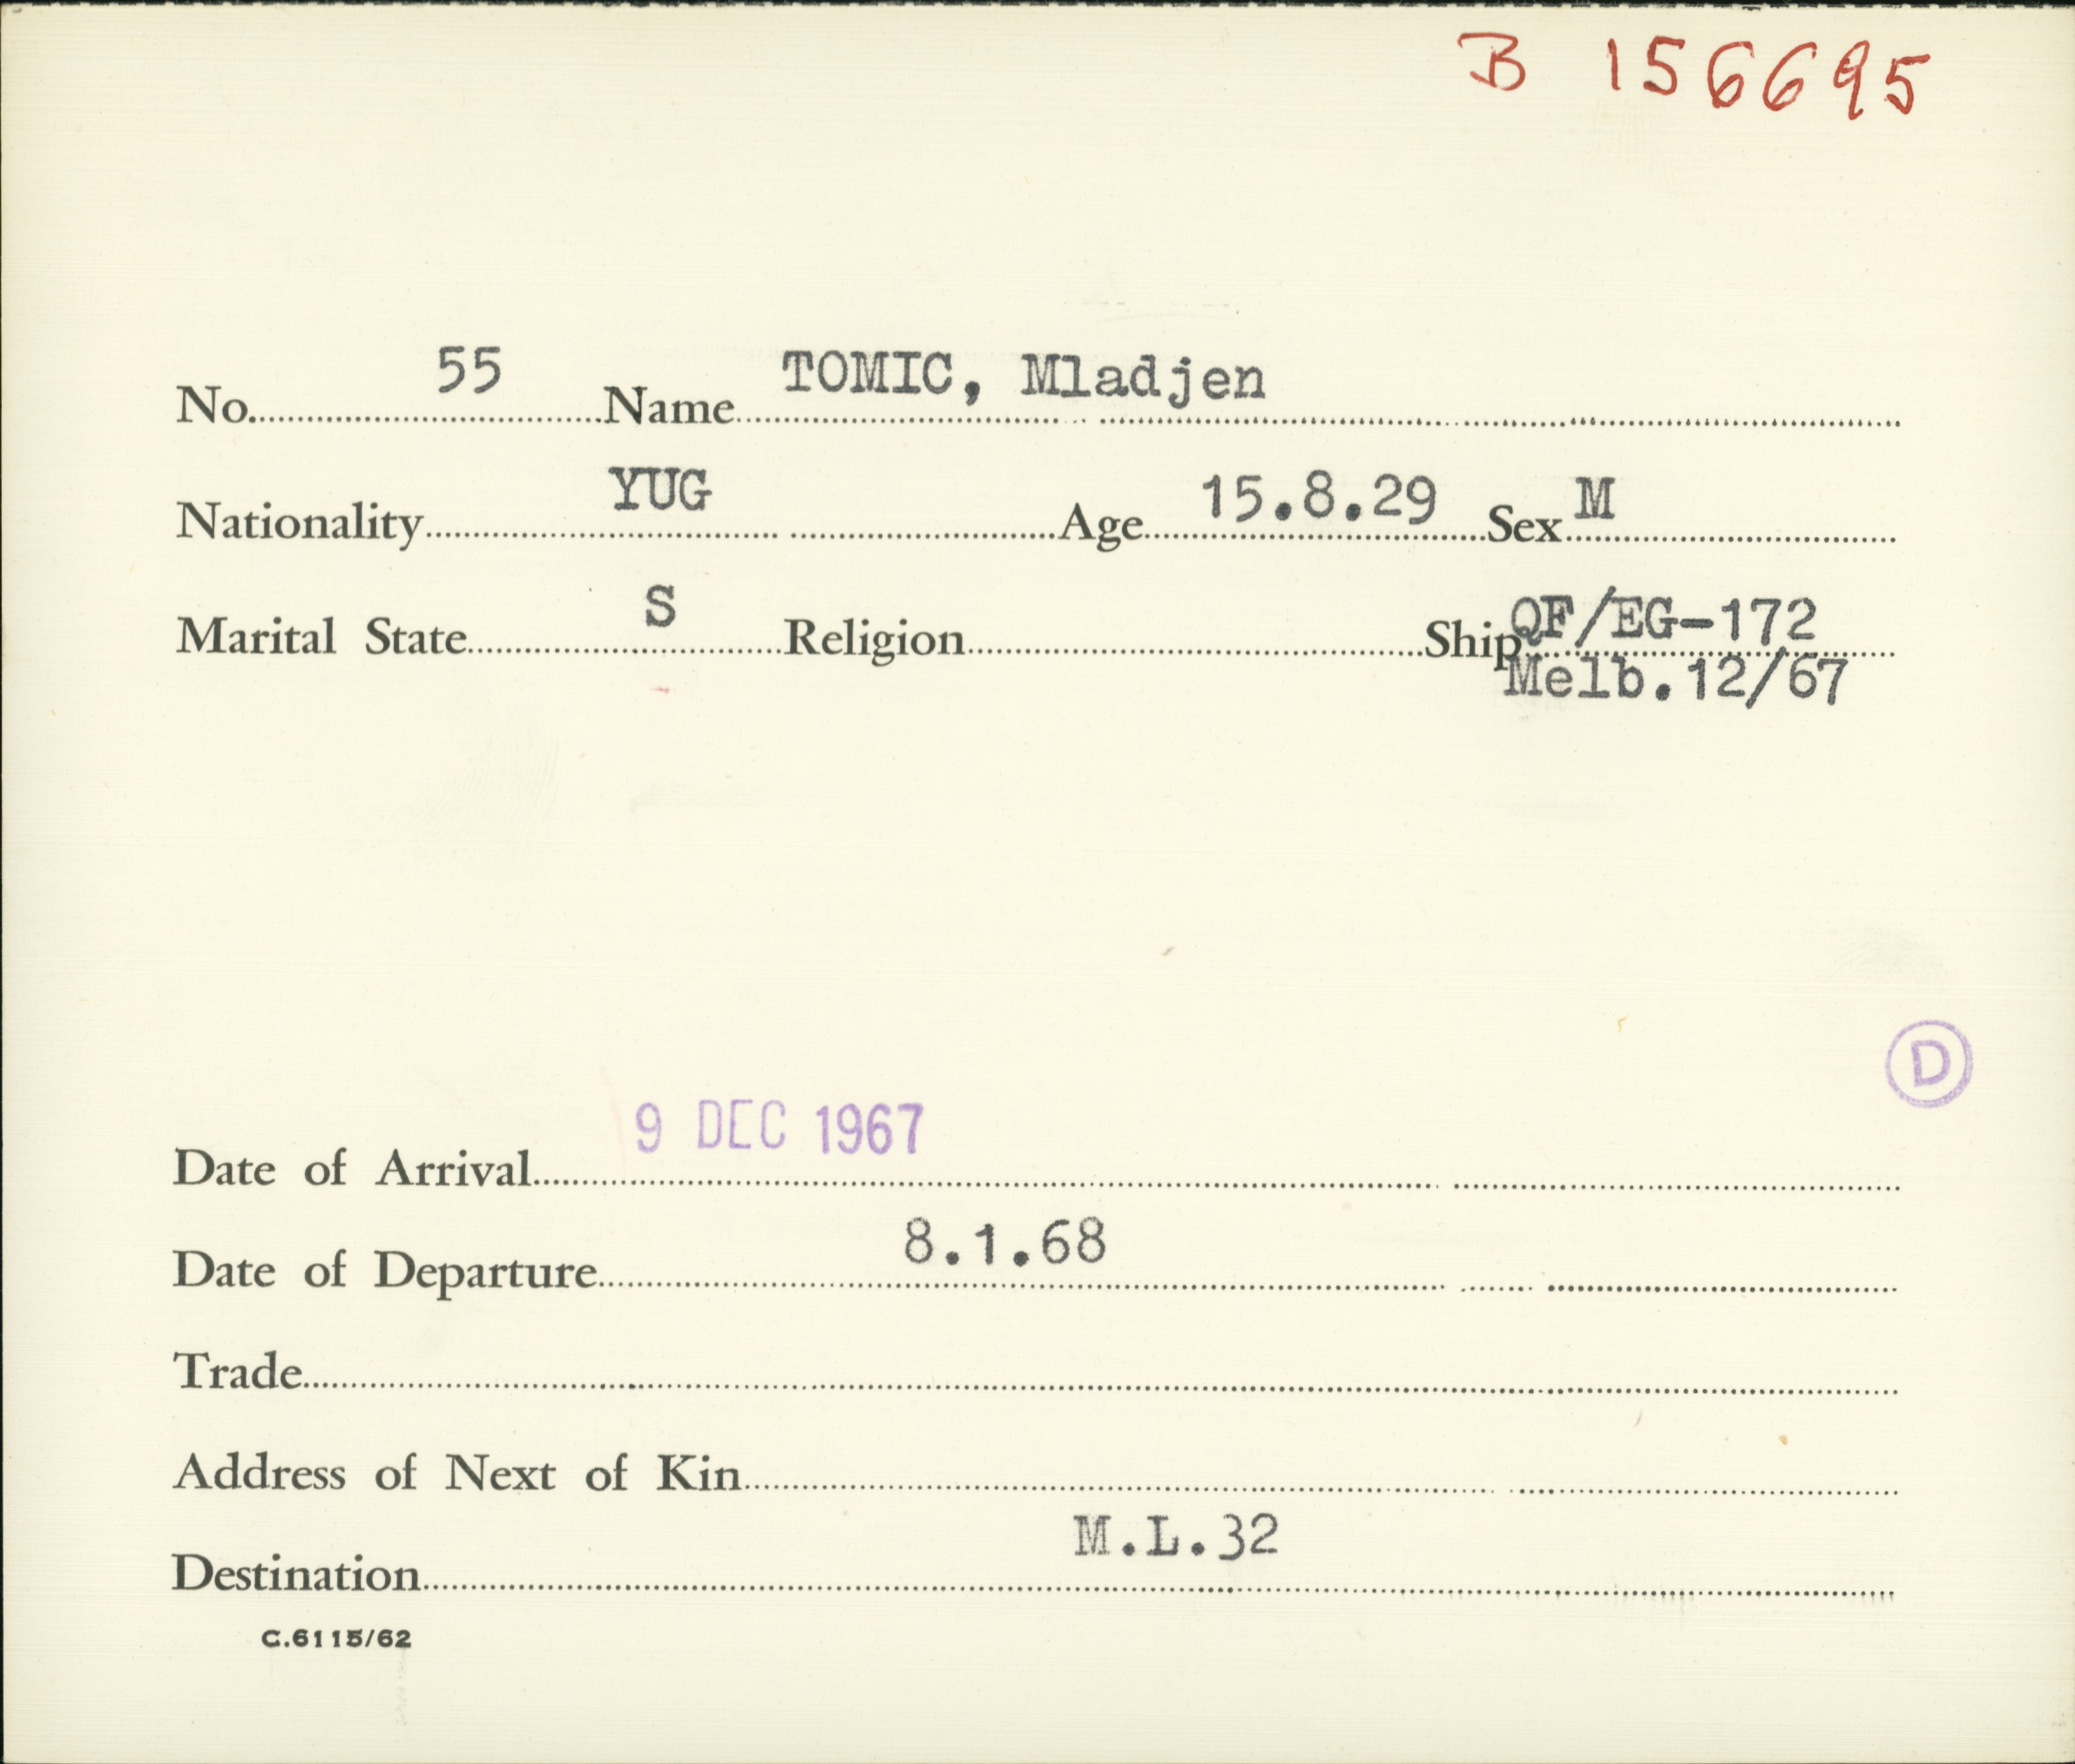 B 156695
No. 55 Name TOMIC, Mladjen
Nationality YUG Age 15.8.29 Sex M
Marital State S Religion Ship QF/EG-172
Melb.12/67
D
Date of Arrival 9 DEC 1967
Date of Departure 8.1.68
Trade
Address of Next of Kin
Destination M.L.32
C.6115/62